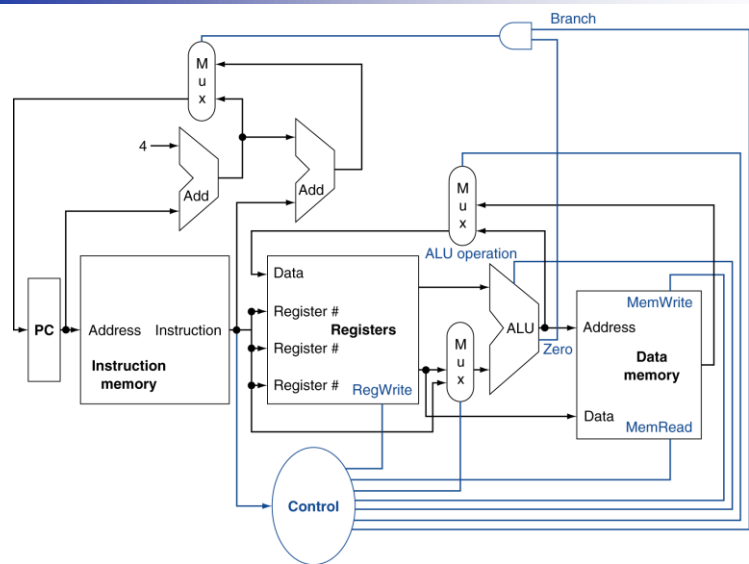 Branch
M
u
x
4
Add
Add
M
u
x
ALU operation
Data
Register #
Register #
Register #
Registers
RegWrite
PC
Address
Instruction
Instruction
memory
M
u
x
ALU
Zero
MemWrite
Address
Data
memory
Data
MemRead
Control